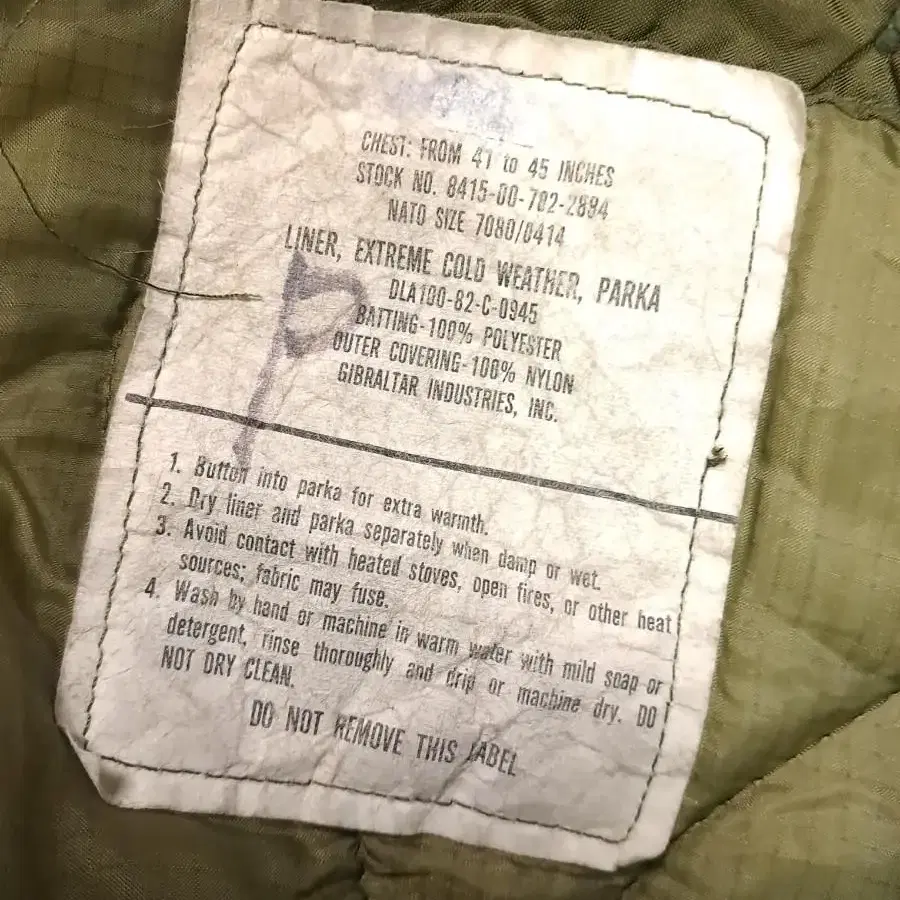 CHEST: FROM 41 to 45 INCHES
STOCK NO. 8415-00-782-2884
NATO SIZE 7080/0414
LINER, EXTREME COLD WEATHER, PARKA
DLA100-82-C-0945
BATTING-100% POLYESTER
OUTER COVERING-100% NYLON
GIBRALTAR INDUSTRIES, INC.
1. Button into parka for extra warmth.
2. Dry liner and parka separately when damp or wet.
3. Avoid contact with heated stoves, open fires, or other heat
sources; fabric may fuse.
4. Wash by hand or machine in warm water with mild soap or
detergent, rinse thoroughly and drip or machine dry. DO
NOT DRY CLEAN.
DO NOT REMOVE THIS LABEL